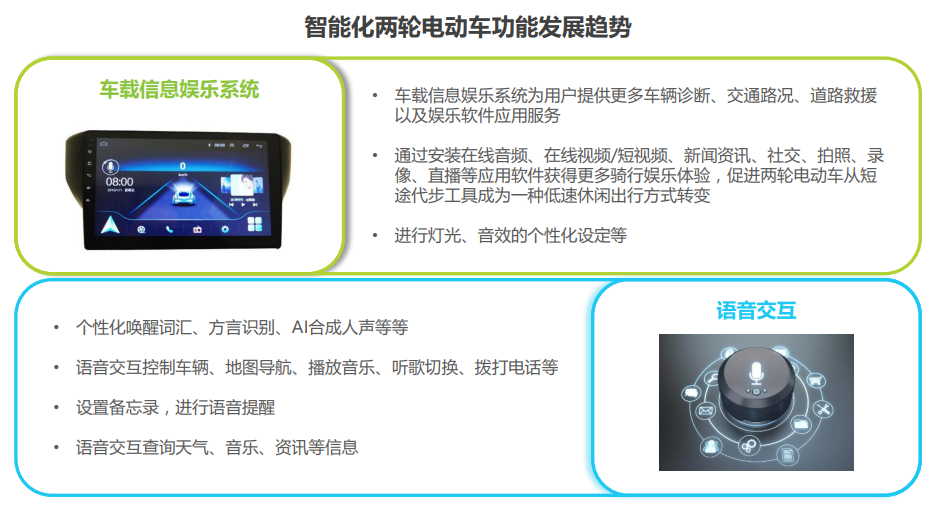 智能化两轮电动车功能发展趋势
车载信息娱乐系统
0
km/h
08:00
• 车载信息娱乐系统为用户提供更多车辆诊断、交通路况、道路救援
以及娱乐软件应用服务
• 通过安装在线音频、在线视频/短视频、新闻资讯、社交、拍照、录
像、直播等应用软件获得更多骑行娱乐体验，促进两轮电动车从短
途代步工具成为一种低速休闲出行方式转变
• 进行灯光、音效的个性化设定等
• 个性化唤醒词汇、方言识别、AI合成人声等等
• 语音交互控制车辆、地图导航、播放音乐、听歌切换、拨打电话等
• 设置备忘录，进行语音提醒
• 语音交互查询天气、音乐、资讯等信息
语音交互